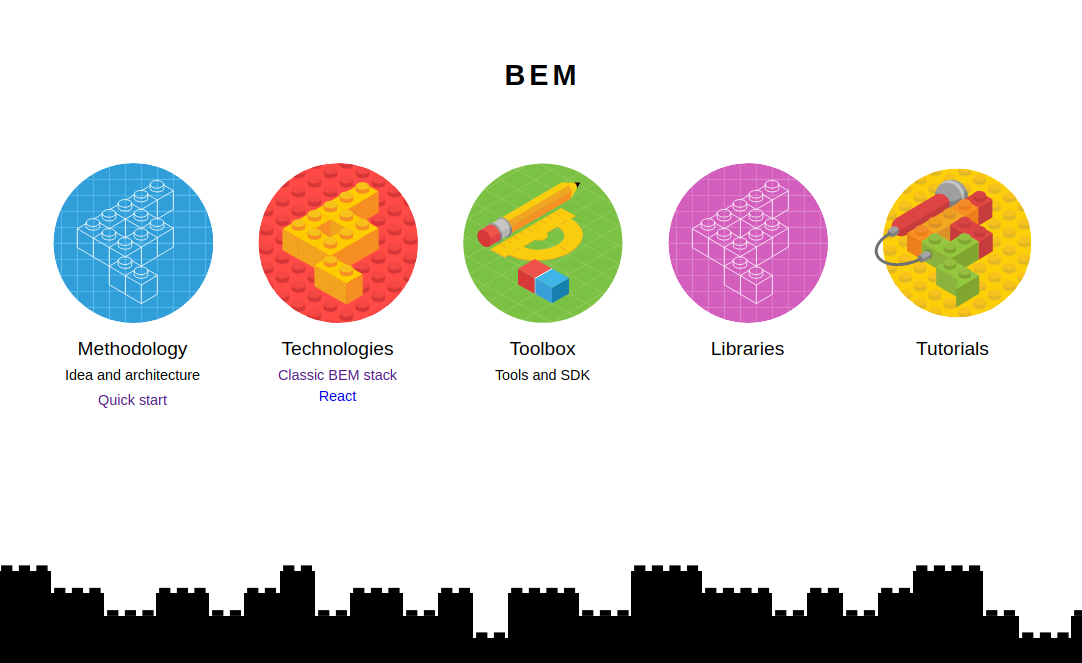 BEM
Methodology
Idea and architecture
Quick start
Technologies
Classic BEM stack
React
Toolbox
Tools and SDK
Libraries
Tutorials